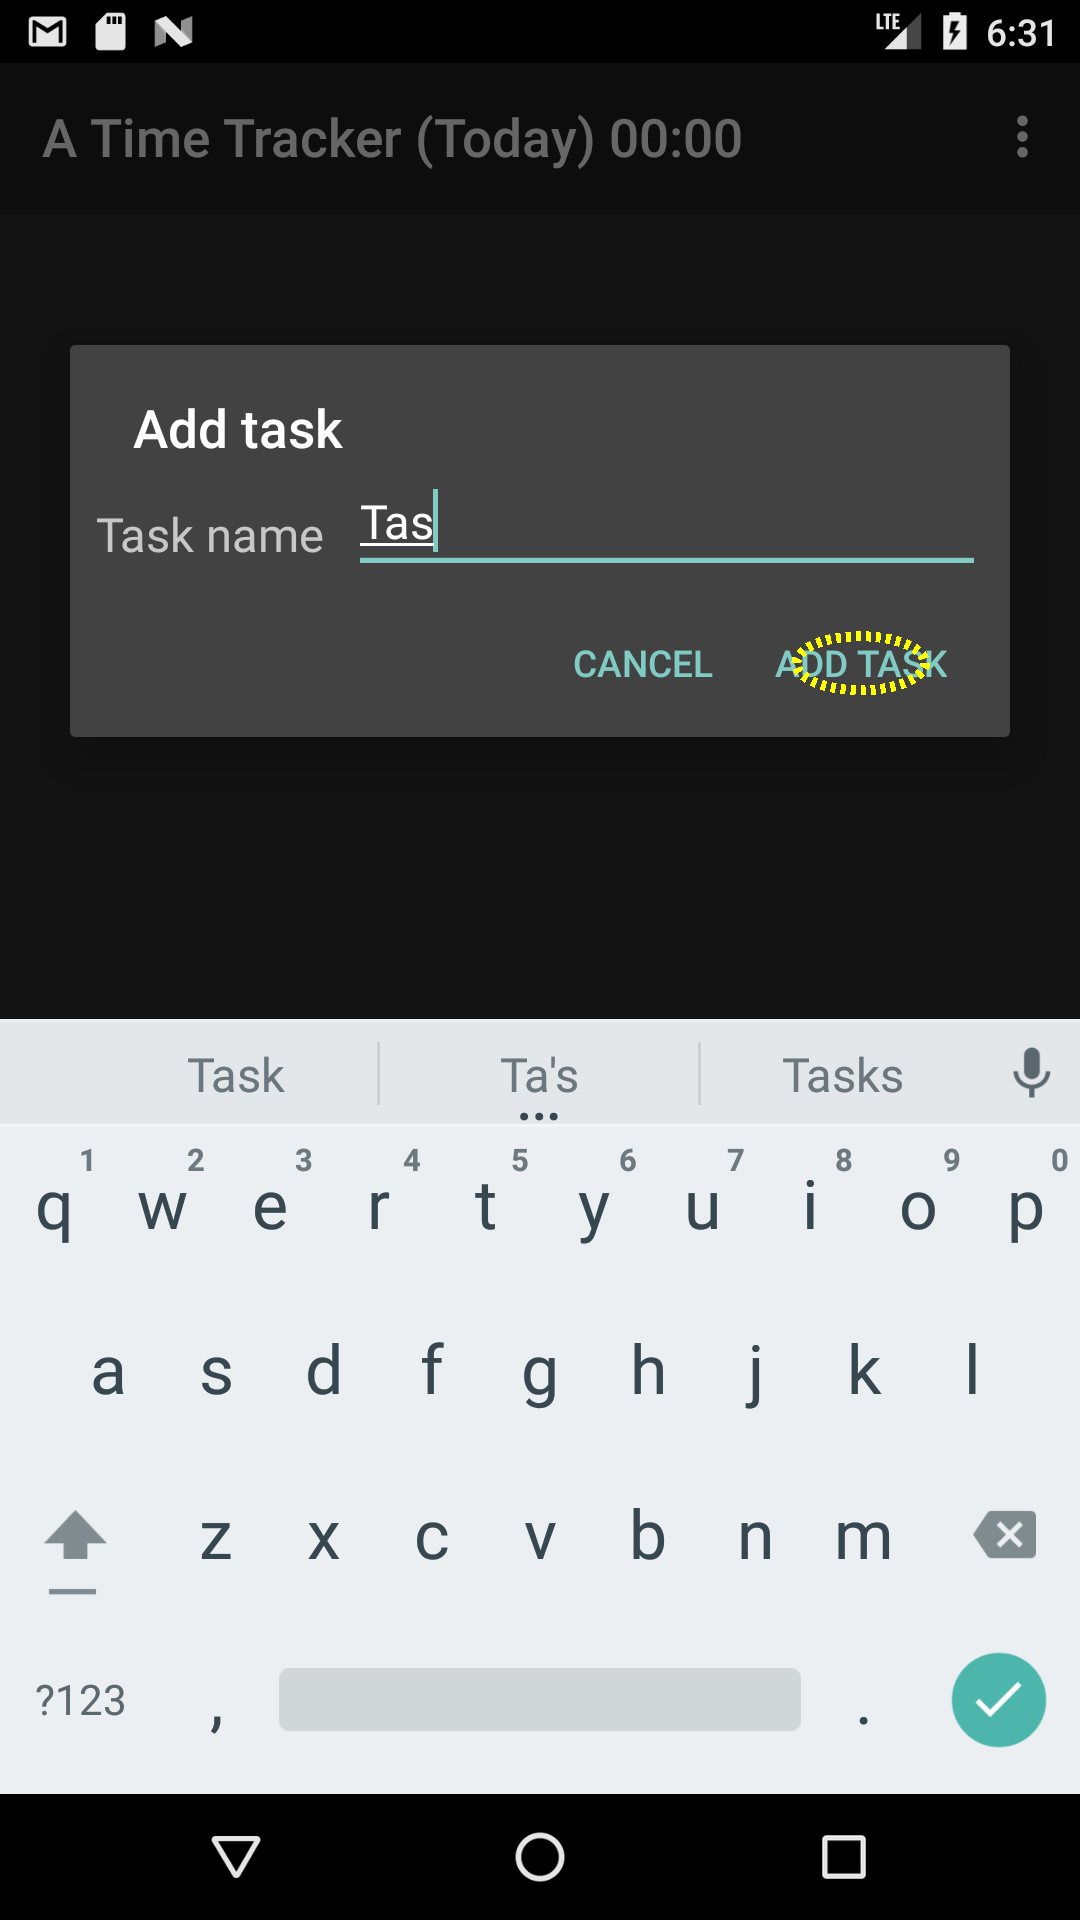 LTE 6:31
A Time Tracker (Today) 00:00
Add task
Task name Tas
CANCEL ADD TASK
Task Ta's Tasks
1 2 3 4 5 6 7 8 9 0
q w e r t y u i o p
a s d f g h j k l
z x c v b n m
?123 , .